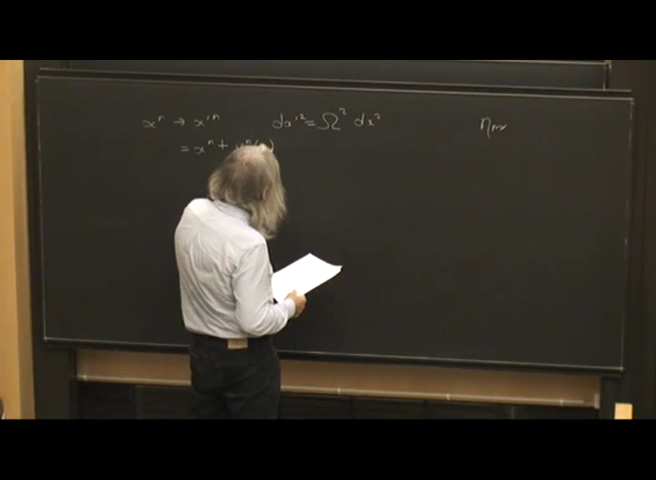 x^μ → x'^μ    dx'^2 = Ω^2 dx^2    η_μν
= x^μ + v^μ(x)